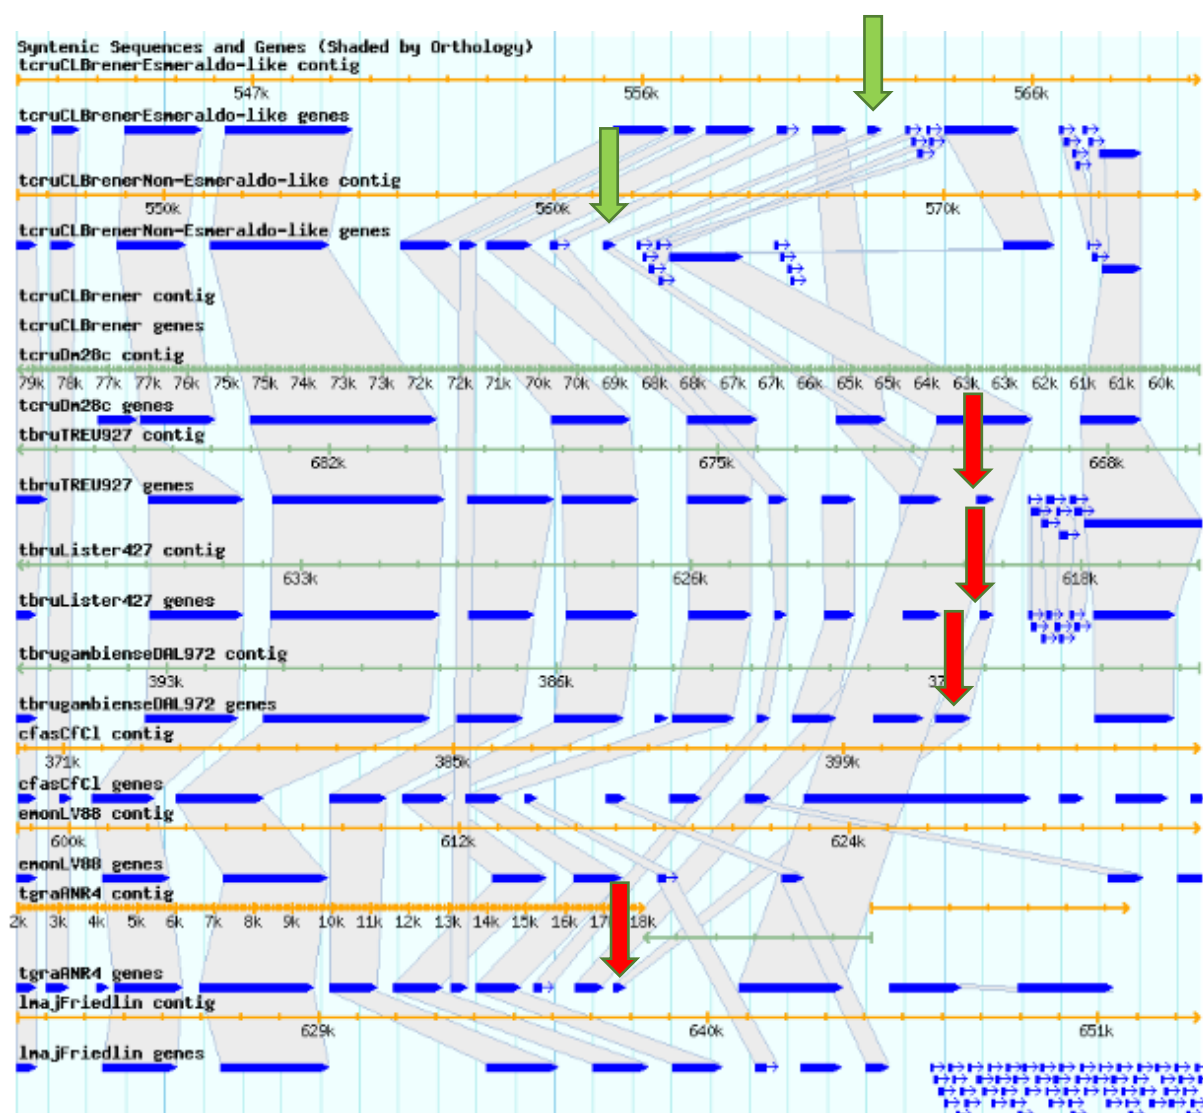 Syntenic Sequences and Genes (Shaded by Orthology)
tcruCLBrenerEsmeraldo-like contig
547k 556k 566k
tcruCLBrenerEsmeraldo-like genes
tcruCLBrenerNon-Esmeraldo-like contig
550k 560k 570k
tcruCLBrenerNon-Esmeraldo-like genes
tcruCLBrener contig
tcruCLBrener genes
tcruDm28c contig
79k 78k 77k 77k 76k 75k 75k 74k 73k 73k 72k 72k 71k 70k 70k 69k 68k 68k 67k 67k 66k 65k 65k 64k 63k 63k 62k 61k 61k 60k
tcruDm28c genes
tbruTREU927 contig
682k 675k 668k
tbruTREU927 genes
tbruLister427 contig
633k 626k 618k
tbruLister427 genes
tbrugambienseDAL972 contig
393k 386k
tbrugambienseDAL972 genes
cfasCfCl contig
371k 385k 399k
cfasCfCl genes
emonLV88 contig
600k 612k 624k
emonLV88 genes
tgraANR4 contig
2k 3k 4k 5k 6k 7k 8k 9k 10k 11k 12k 13k 14k 15k 16k 17k 18k
tgraANR4 genes
lmajFriedlin contig
629k 640k 651k
lmajFriedlin genes